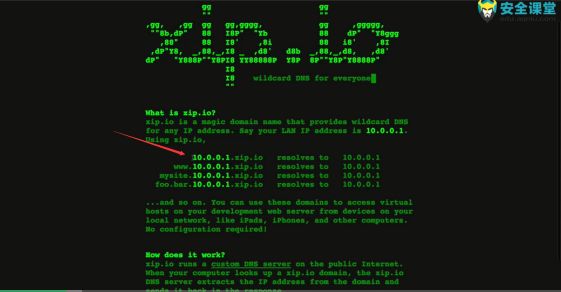 安全课堂
edu.aqniu.com
wildcard DNS for everyone
What is xip.io?
xip.io is a magic domain name that provides wildcard DNS
for any IP address. Say your LAN IP address is 10.0.0.1.
Using xip.io,
10.0.0.1.xip.io resolves to 10.0.0.1
www.10.0.0.1.xip.io resolves to 10.0.0.1
mysite.10.0.0.1.xip.io resolves to 10.0.0.1
foo.bar.10.0.0.1.xip.io resolves to 10.0.0.1
...and so on. You can use these domains to access virtual
hosts on your development web server from devices on your
local network, like iPads, iPhones, and other computers.
No configuration required!
How does it work?
xip.io runs a custom DNS server on the public Internet.
When your computer looks up a xip.io domain, the xip.io
DNS server extracts the IP address from the domain and
sends it back in the response.